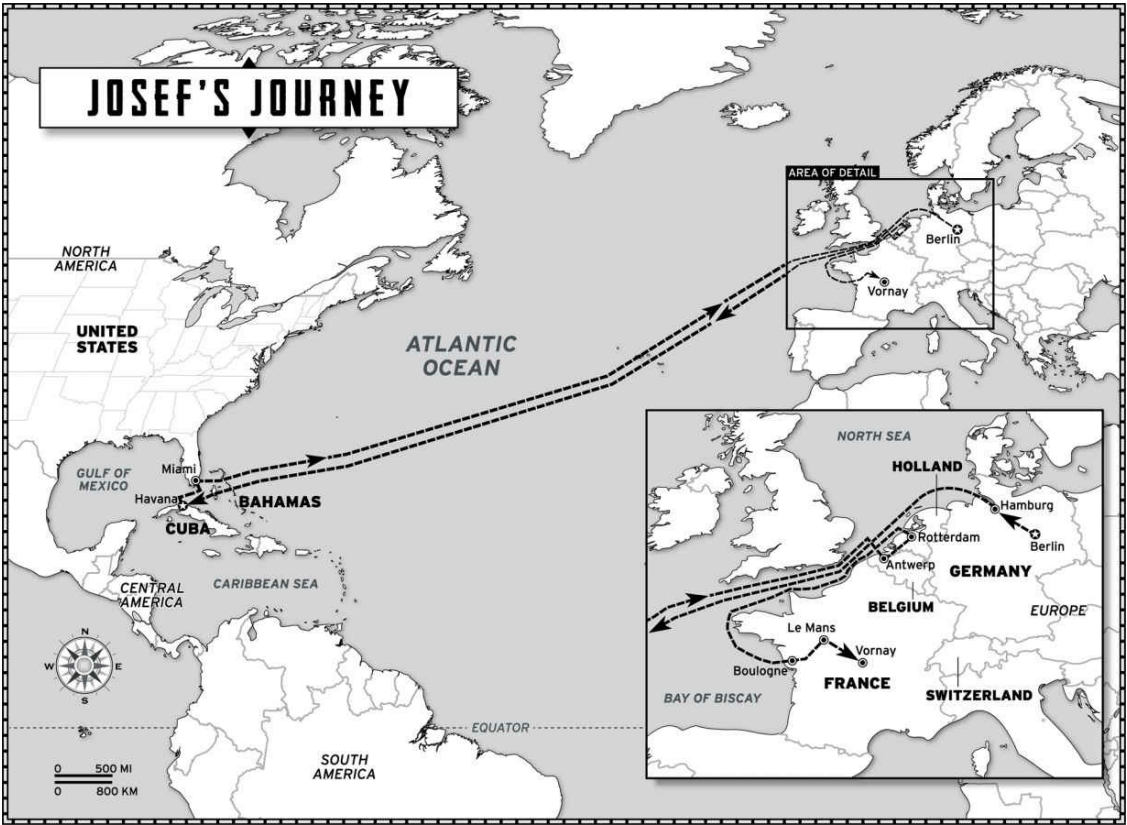 JOSEF'S JOURNEY
AREA OF DETAIL
Berlin
Vornay
NORTH
AMERICA
UNITED
STATES
ATLANTIC
OCEAN
GULF OF
MEXICO
Miami
Havana
BAHAMAS
CUBA
CENTRAL
AMERICA
CARIBBEAN SEA
N
W
E
S
EQUATOR
SOUTH
AMERICA
0 500 MI
0 800 KM
NORTH SEA
HOLLAND
Hamburg
Rotterdam
Berlin
Antwerp
GERMANY
BELGIUM
EUROPE
Le Mans
Vornay
Boulogne
FRANCE
BAY OF BISCAY
SWITZERLAND